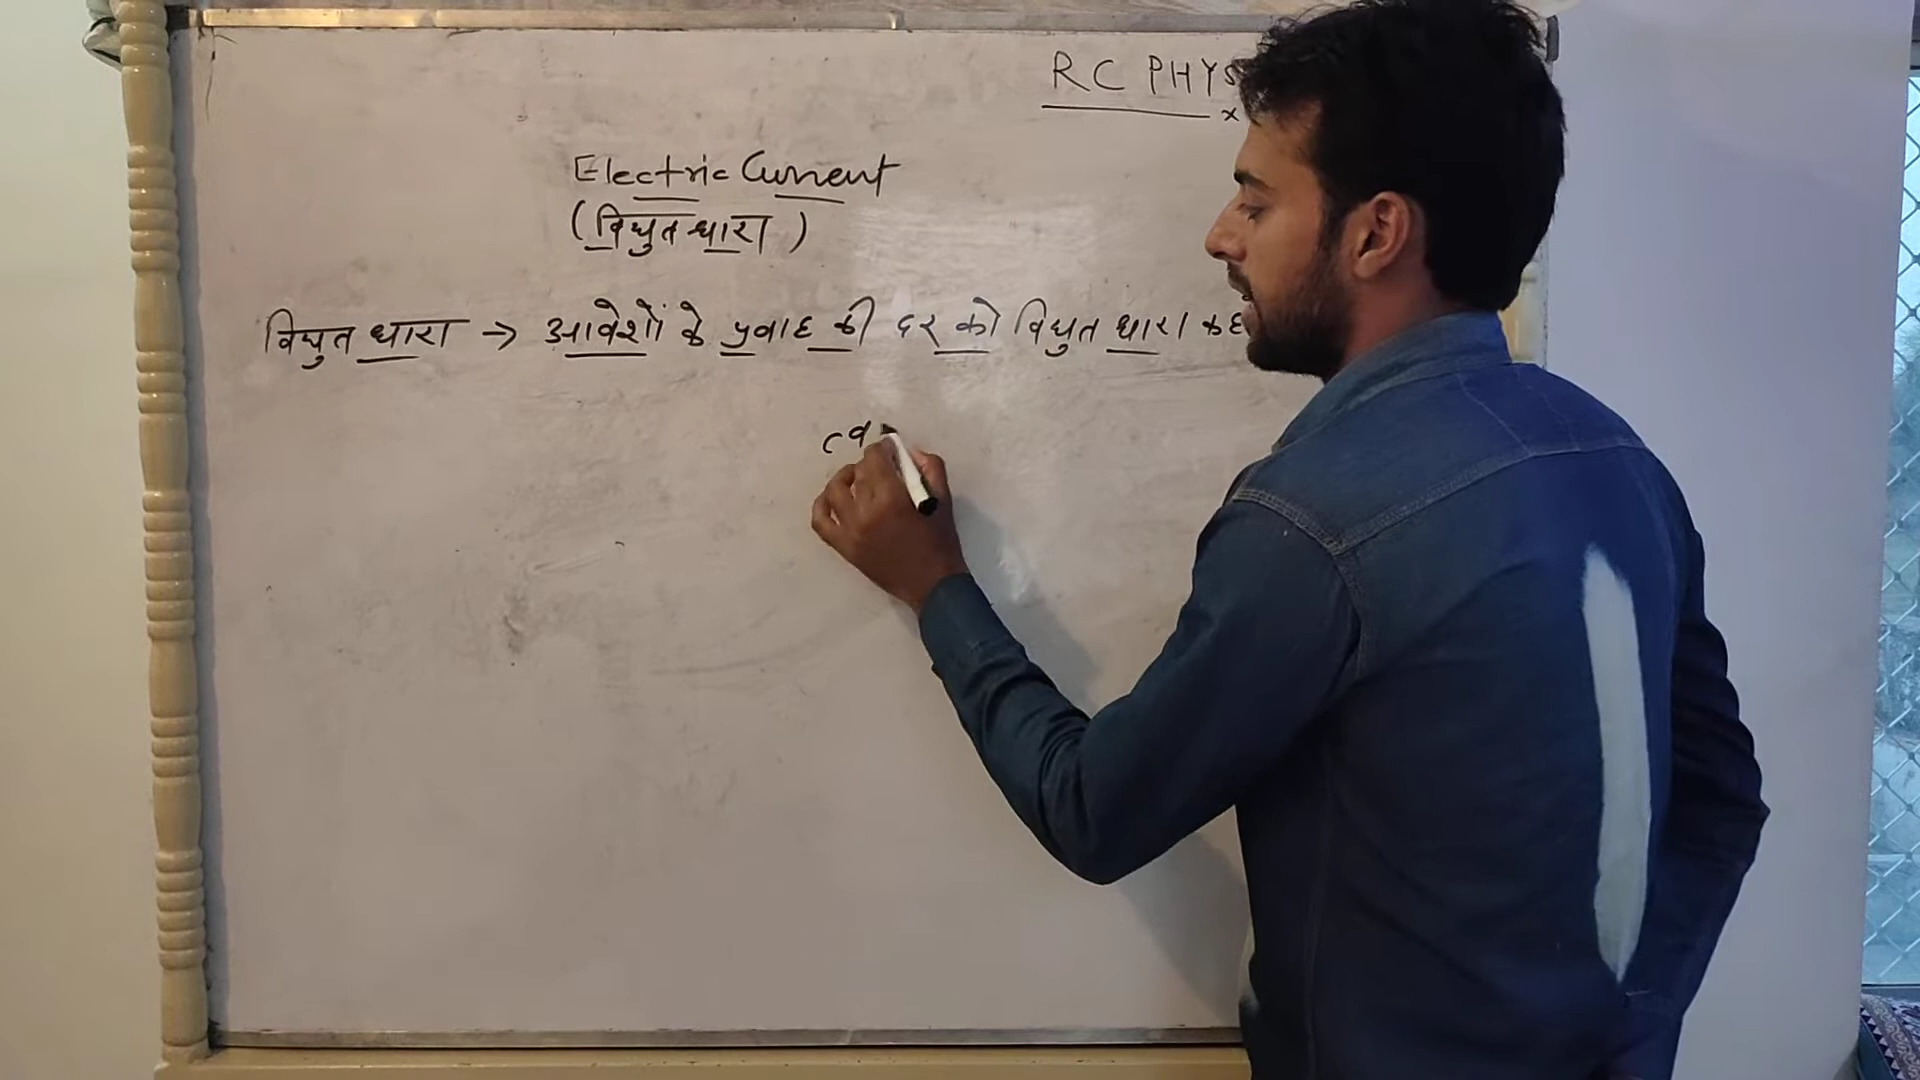 RC PHYS
Electric Current
(विधुत धारा)
विधुत धारा → आवेशों के प्रवाह की दर को विधुत धारा कह